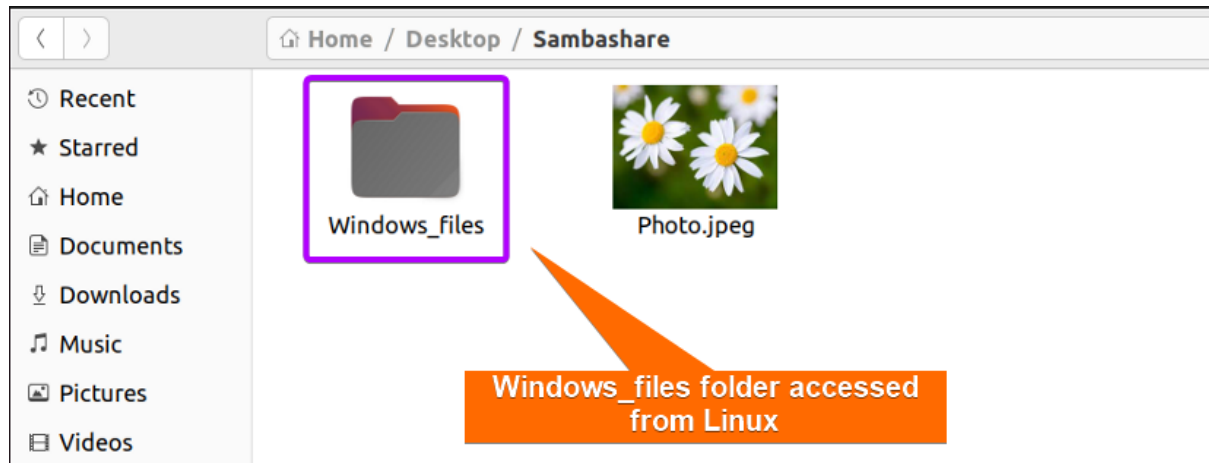 Home / Desktop / Sambashare
Recent
Starred
Home
Documents
Downloads
Music
Pictures
Videos
Windows_files
Photo.jpeg
Windows_files folder accessed
from Linux